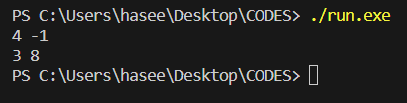 PS C:\Users\hasee\Desktop\CODES> ./run.exe
4 -1
3 8
PS C:\Users\hasee\Desktop\CODES>